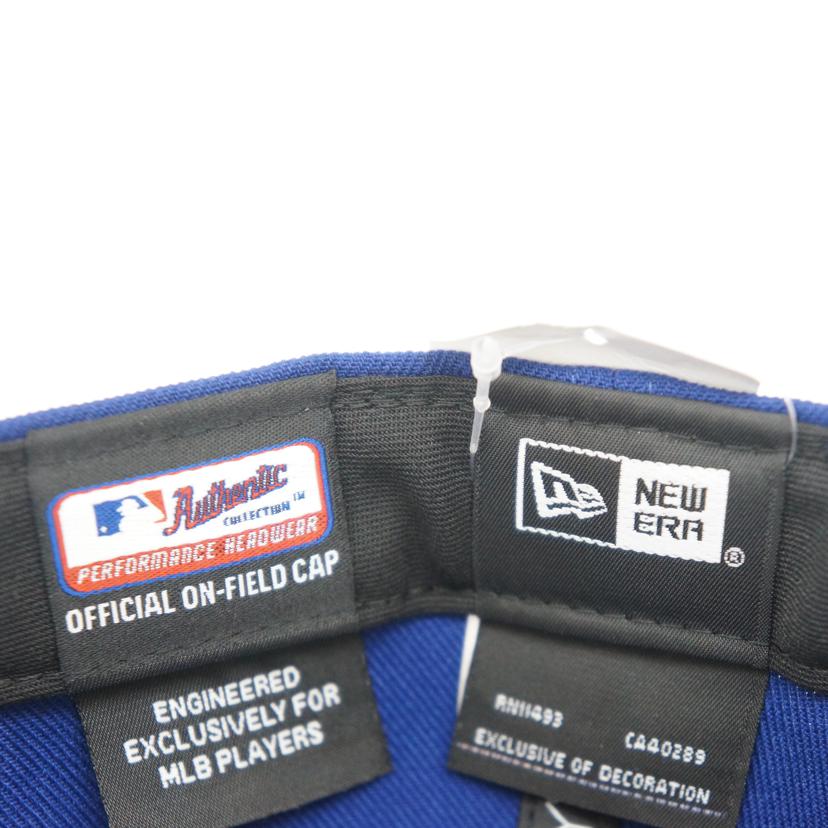 Authentic
COLLECTION™
PERFORMANCE HEADWEAR
OFFICIAL ON-FIELD CAP
ENGINEERED
EXCLUSIVELY FOR
MLB PLAYERS
NEW
ERA
®
RN11493
CA40289
EXCLUSIVE OF DECORATION